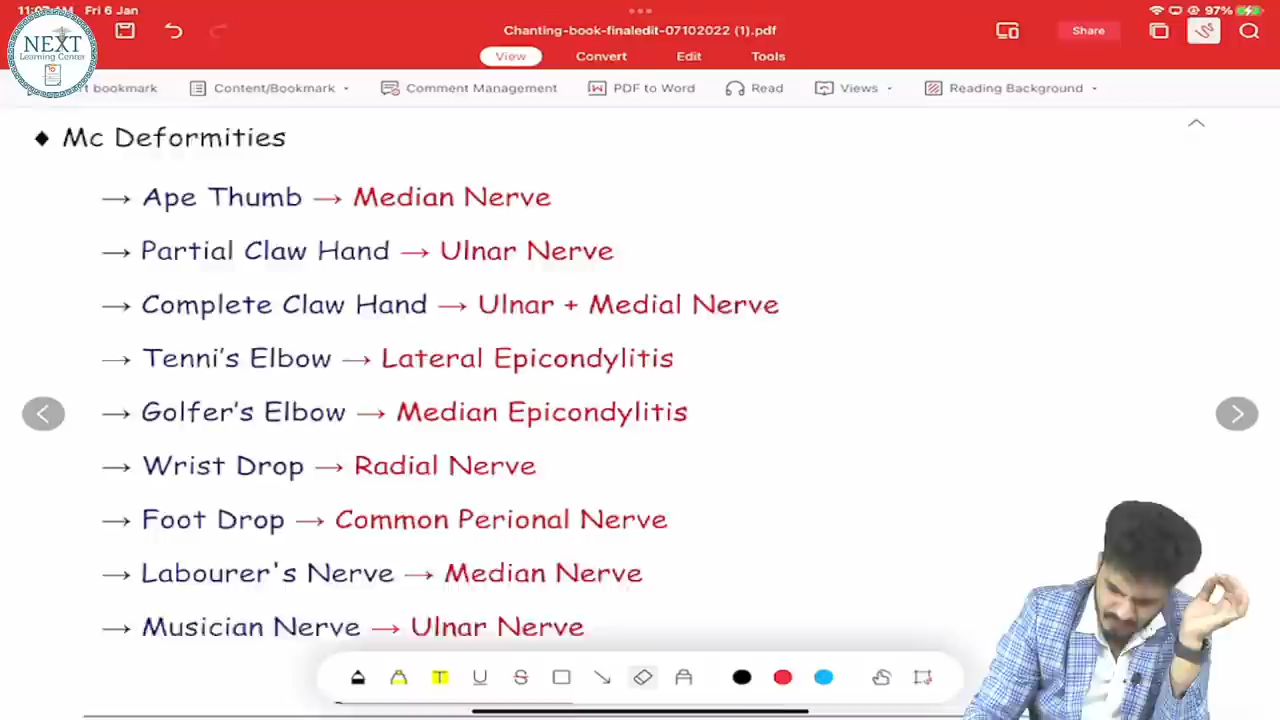 Fri 6 Jan
97%
NEXT
Learning Center
Chanting-book-finaledit-07102022 (1).pdf
Share
View
Convert
Edit
Tools
bookmark
Content/Bookmark
Comment Management
PDF to Word
Read
Views
Reading Background
◆ Mc Deformities
→ Ape Thumb → Median Nerve
→ Partial Claw Hand → Ulnar Nerve
→ Complete Claw Hand → Ulnar + Medial Nerve
→ Tenni's Elbow → Lateral Epicondylitis
→ Golfer's Elbow → Median Epicondylitis
→ Wrist Drop → Radial Nerve
→ Foot Drop → Common Perional Nerve
→ Labourer's Nerve → Median Nerve
→ Musician Nerve → Ulnar Nerve
T U S